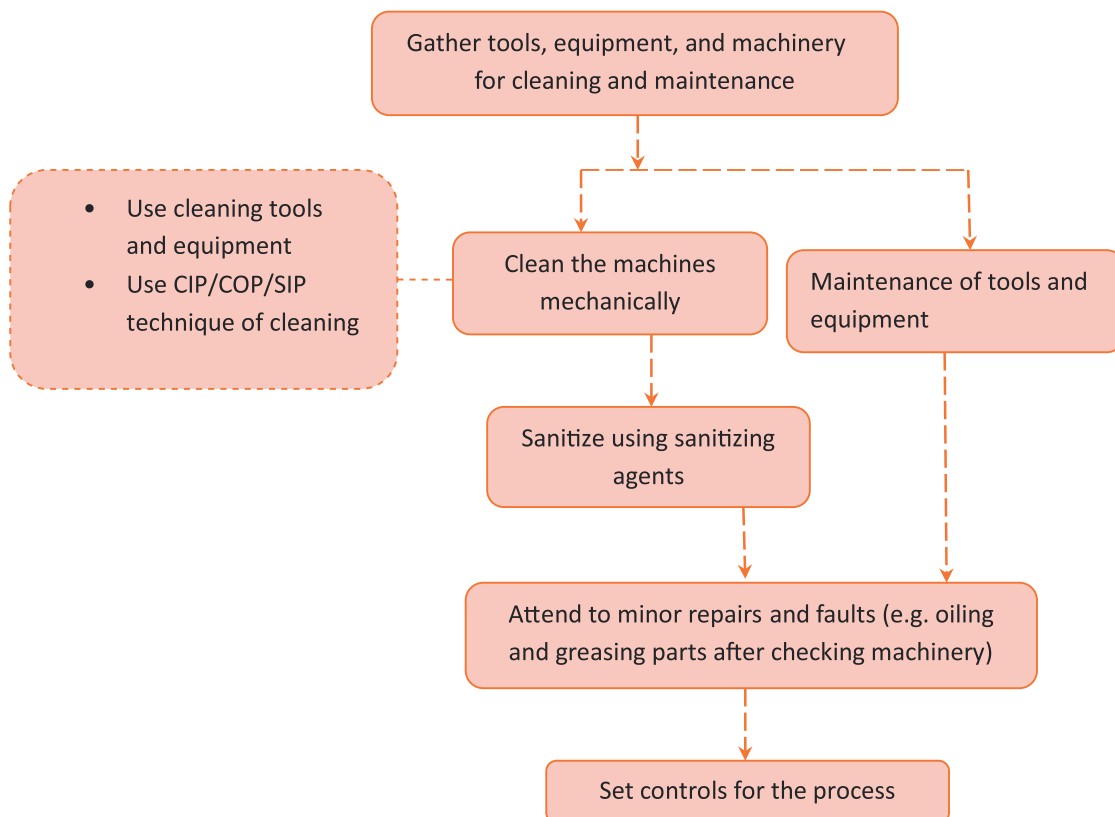 Gather tools, equipment, and machinery
for cleaning and maintenance
• Use cleaning tools
and equipment
• Use CIP/COP/SIP
technique of cleaning
Clean the machines
mechanically
Maintenance of tools and
equipment
Sanitize using sanitizing
agents
Attend to minor repairs and faults (e.g. oiling
and greasing parts after checking machinery)
Set controls for the process